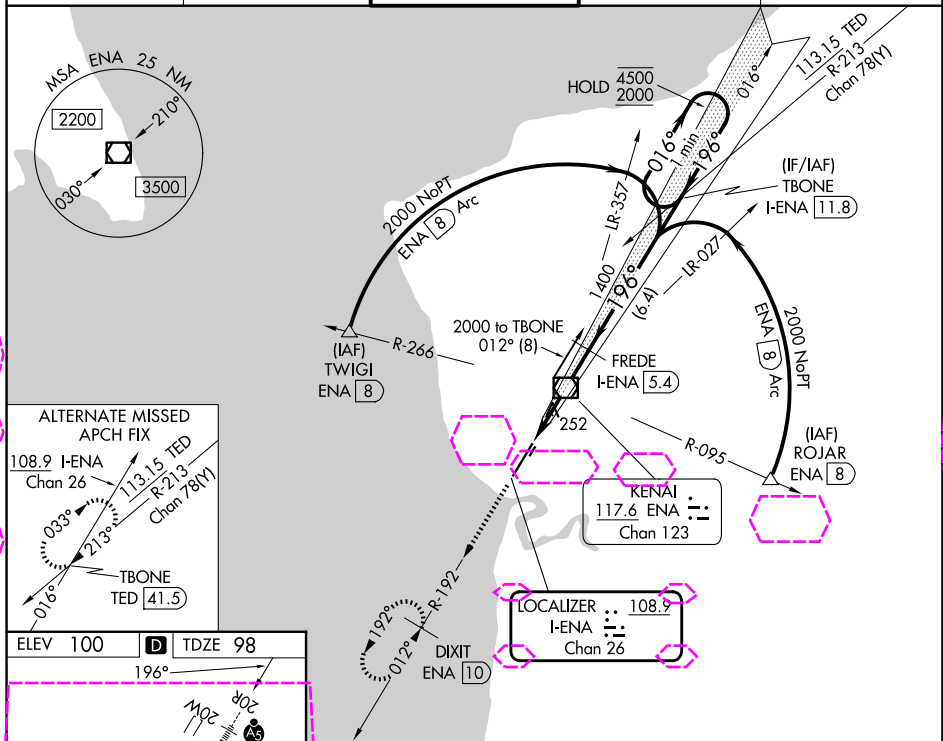 MSA ENA 25 NM
2200
210°
030°
3500
HOLD 4500
2000
016°
1 min
196°
016°
113.15 TED
R-213
Chan 78(Y)
(IF/IAF)
TBONE
I-ENA 11.8
2000 NoPT
ENA 8 Arc
LR-357
LR-027
1400
196°
(6.4)
2000 NoPT
ENA 8 Arc
2000 to TBONE
012° (8)
FREDE
I-ENA 5.4
R-266
(IAF)
TWIGI
ENA 8
252
R-095
(IAF)
ROJAR
ENA 8
KENAI
117.6 ENA
Chan 123
ALTERNATE MISSED
APCH FIX
108.9 I-ENA
Chan 26
113.15 TED
R-213
Chan 78(Y)
033°
213°
TBONE
TED 41.5
016°
R-192
192°
012°
DIXIT
ENA 10
LOCALIZER 108.9
I-ENA
Chan 26
ELEV 100 D TDZE 98
196°
20R
20W
A5